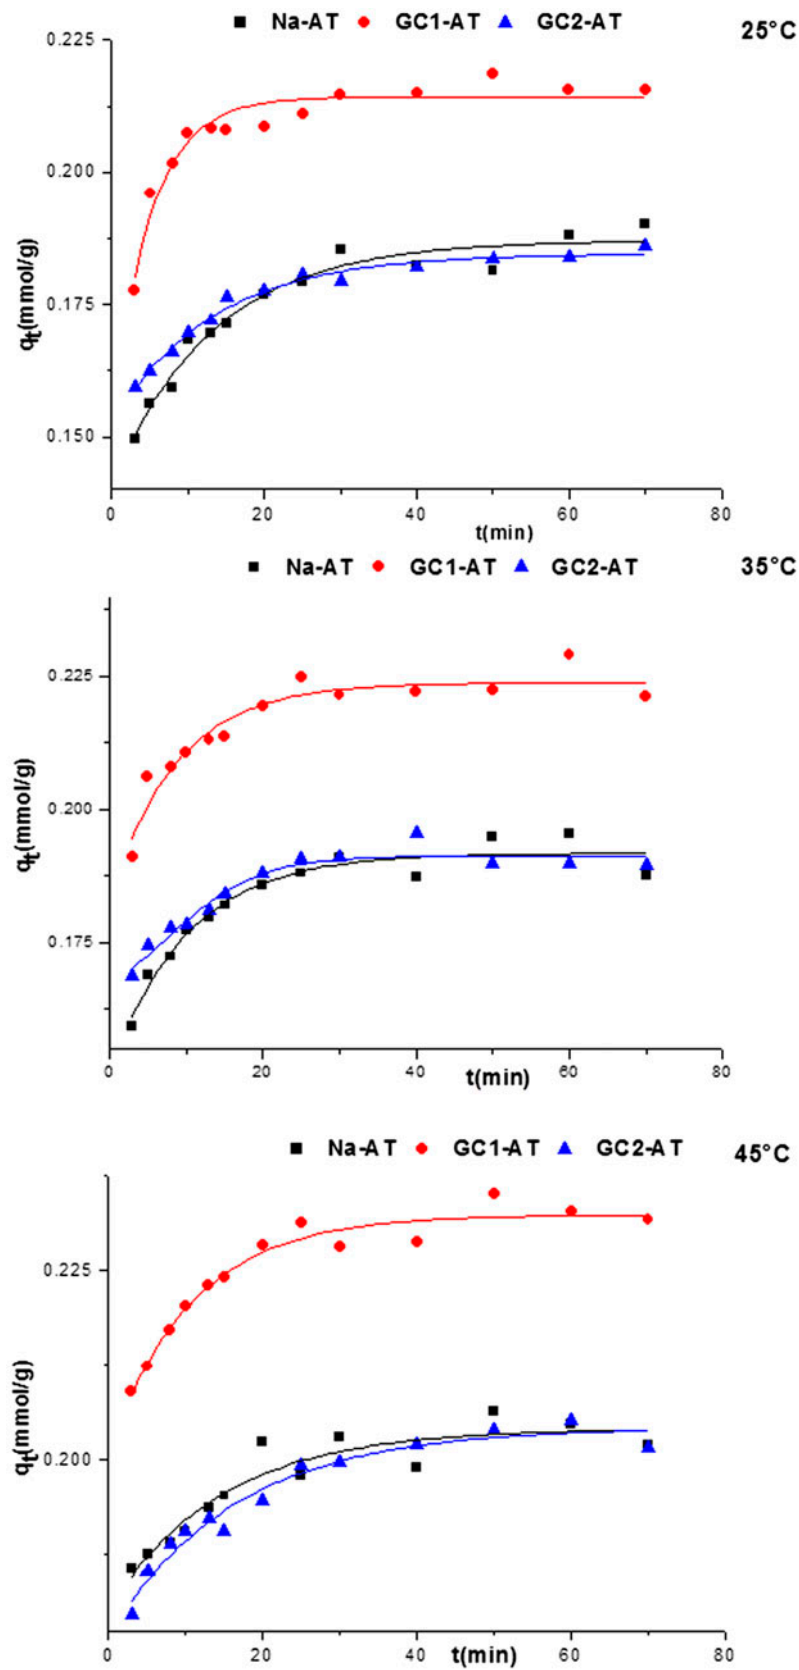 Na-AT GC1-AT GC2-AT 25°C
0.225
0.200
0.175
0.150
qt(mmol/g)
0 20 40 60 80
t(min)
Na-AT GC1-AT GC2-AT 35°C
0.225
0.200
0.175
qt(mmol/g)
0 20 40 60 80
t(min)
Na-AT GC1-AT GC2-AT 45°C
0.225
0.200
qt(mmol/g)
0 20 40 60 80
t(min)